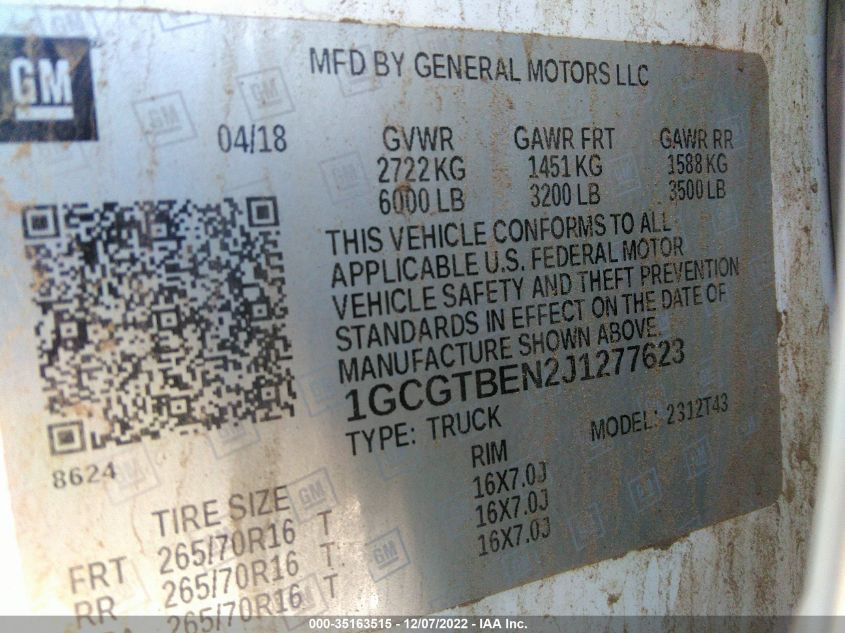 GM
MFD BY GENERAL MOTORS LLC
04/18 GVWR GAWR FRT GAWR RR
2722 KG 1451 KG 1588 KG
6000 LB 3200 LB 3500 LB
THIS VEHICLE CONFORMS TO ALL
APPLICABLE U.S. FEDERAL MOTOR
VEHICLE SAFETY AND THEFT PREVENTION
STANDARDS IN EFFECT ON THE DATE OF
MANUFACTURE SHOWN ABOVE.
1GCGTBEN2J1277623
TYPE: TRUCK MODEL: 2312T43
8624
TIRE SIZE RIM
FRT 265/70R16 T 16X7.0J
RR 265/70R16 T 16X7.0J
265/70R16 T 16X7.0J
000-35163515 - 12/07/2022 - IAA Inc.